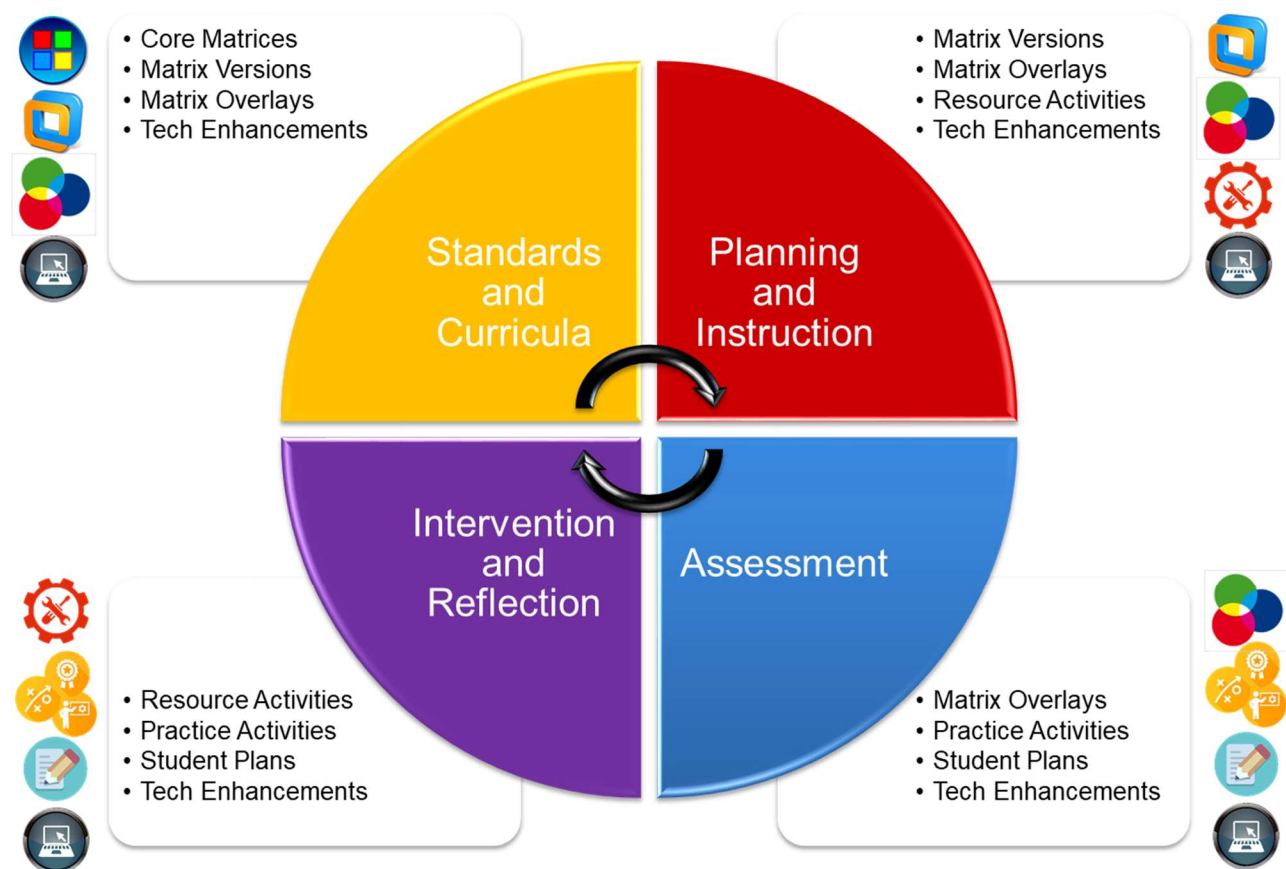 • Core Matrices
• Matrix Versions
• Matrix Overlays
• Tech Enhancements
• Matrix Versions
• Matrix Overlays
• Resource Activities
• Tech Enhancements
Standards
and
Curricula
Planning
and
Instruction
Intervention
and
Reflection
Assessment
• Resource Activities
• Practice Activities
• Student Plans
• Tech Enhancements
• Matrix Overlays
• Practice Activities
• Student Plans
• Tech Enhancements